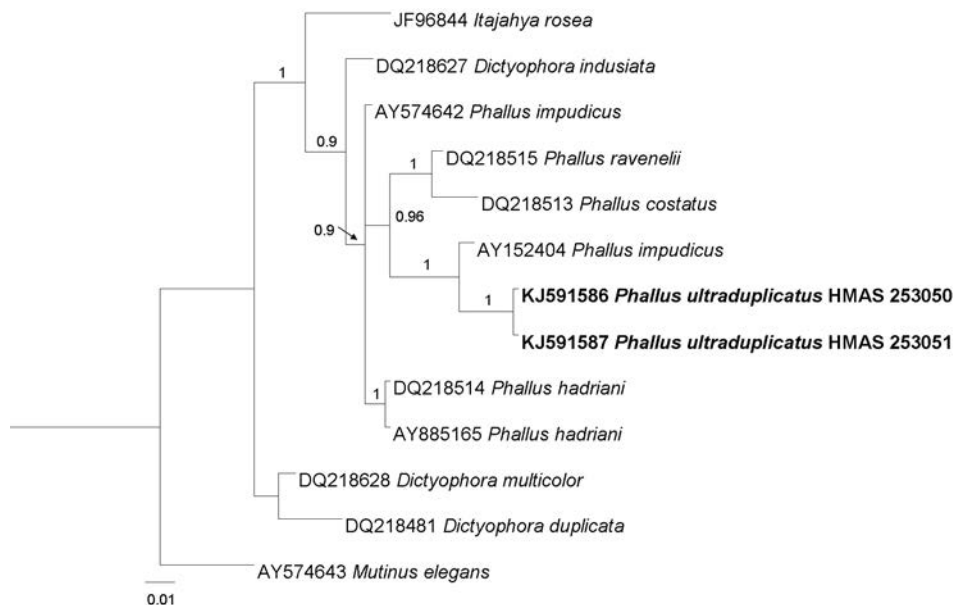 JF96844 Itajahya rosea
1
DQ218627 Dictyophora indusiata
0.9
AY574642 Phallus impudicus
1
DQ218515 Phallus ravenelii
DQ218513 Phallus costatus
0.96
0.9
AY152404 Phallus impudicus
1
1
KJ591586 Phallus ultraduplicatus HMAS 253050
KJ591587 Phallus ultraduplicatus HMAS 253051
DQ218514 Phallus hadriani
1
AY885165 Phallus hadriani
DQ218628 Dictyophora multicolor
DQ218481 Dictyophora duplicata
AY574643 Mutinus elegans
0.01